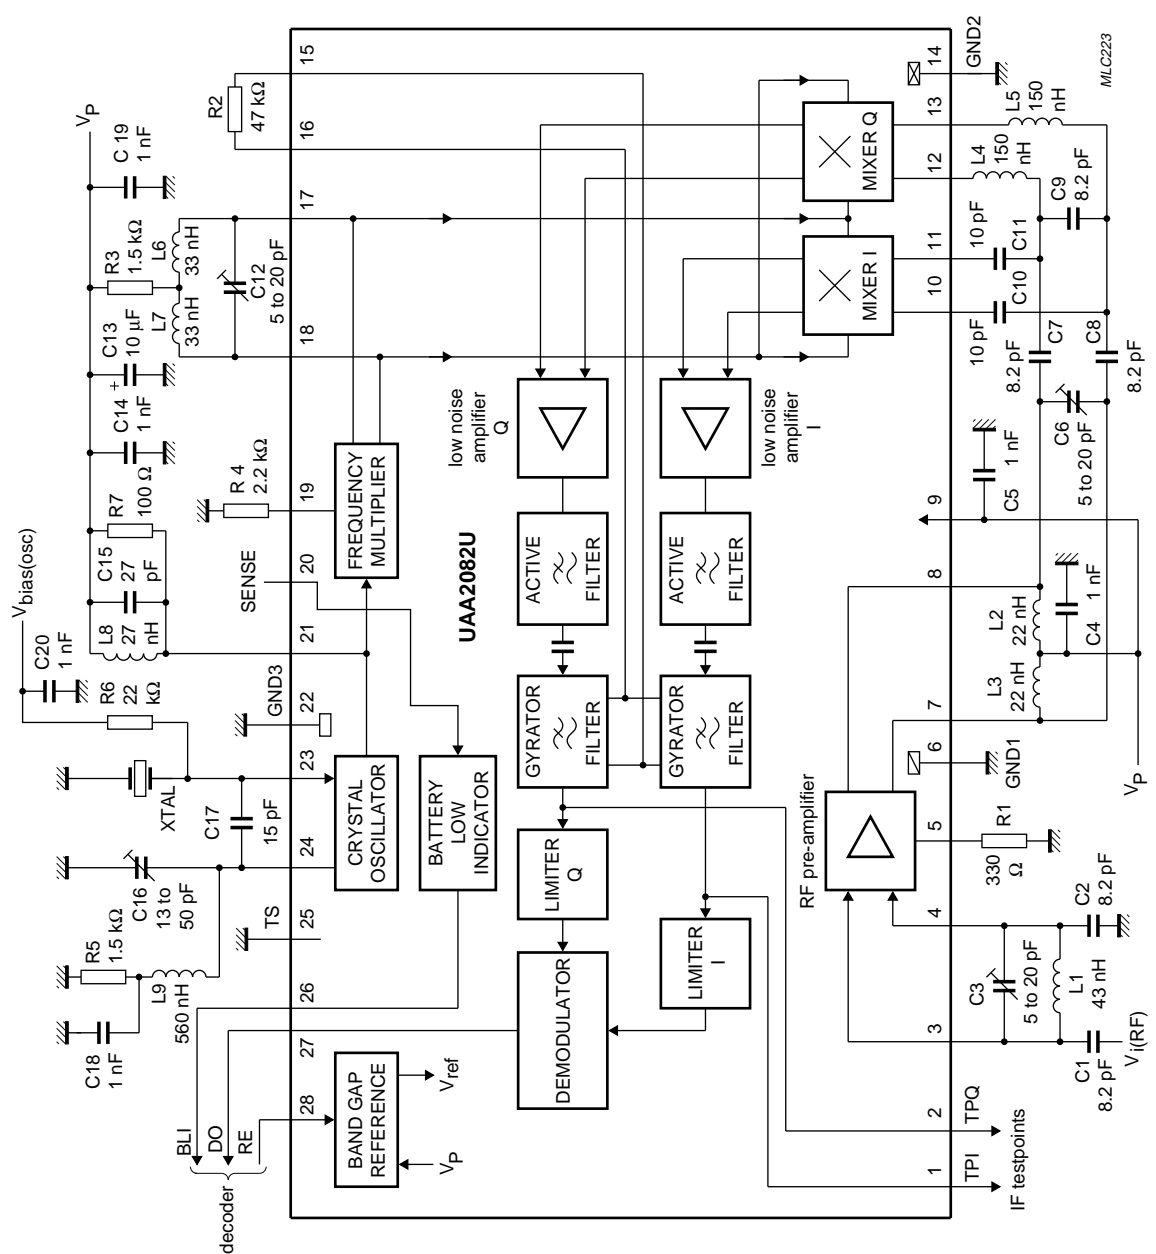 V_P
C19
1 nF
R3
1.5 kΩ
L6
33 nH
L7
33 nH
C12
5 to 20 pF
C13
10 µF
+
C14
1 nF
R7
100 Ω
C15
27
pF
L8
27
nH
V_bias(osc)
C20
1 nF
R6
22
kΩ
XTAL
C17
15 pF
C16
13 to
50 pF
R5
1.5 kΩ
L9
560 nH
C18
1 nF
BLI
DO
RE
decoder
R2
47 kΩ
R 4
2.2 kΩ
SENSE
GND3
TS
28
27
26
25
24
23
22
21
20
19
18
17
16
15
BAND GAP
REFERENCE
V_ref
V_P
CRYSTAL
OSCILLATOR
BATTERY
LOW
INDICATOR
FREQUENCY
MULTIPLIER
UAA2082U
DEMODULATOR
LIMITER
Q
LIMITER
I
GYRATOR
FILTER
GYRATOR
FILTER
ACTIVE
FILTER
ACTIVE
FILTER
low noise
amplifier
Q
low noise
amplifier
I
MIXER I
MIXER Q
RF pre-amplifier
1
2
3
4
5
6
7
8
9
10
11
12
13
14
TPI
TPQ
IF testpoints
C1
8.2 pF
V_i(RF)
C3
5 to 20 pF
L1
43 nH
C2
8.2 pF
330
Ω
R1
GND1
V_P
L3
22 nH
L2
22 nH
C4
1 nF
C5
1 nF
C6
5 to 20 pF
8.2 pF
C7
C8
8.2 pF
10 pF
C10
10 pF
C11
C9
8.2 pF
L4
150
nH
L5
150
nH
GND2
MLC223